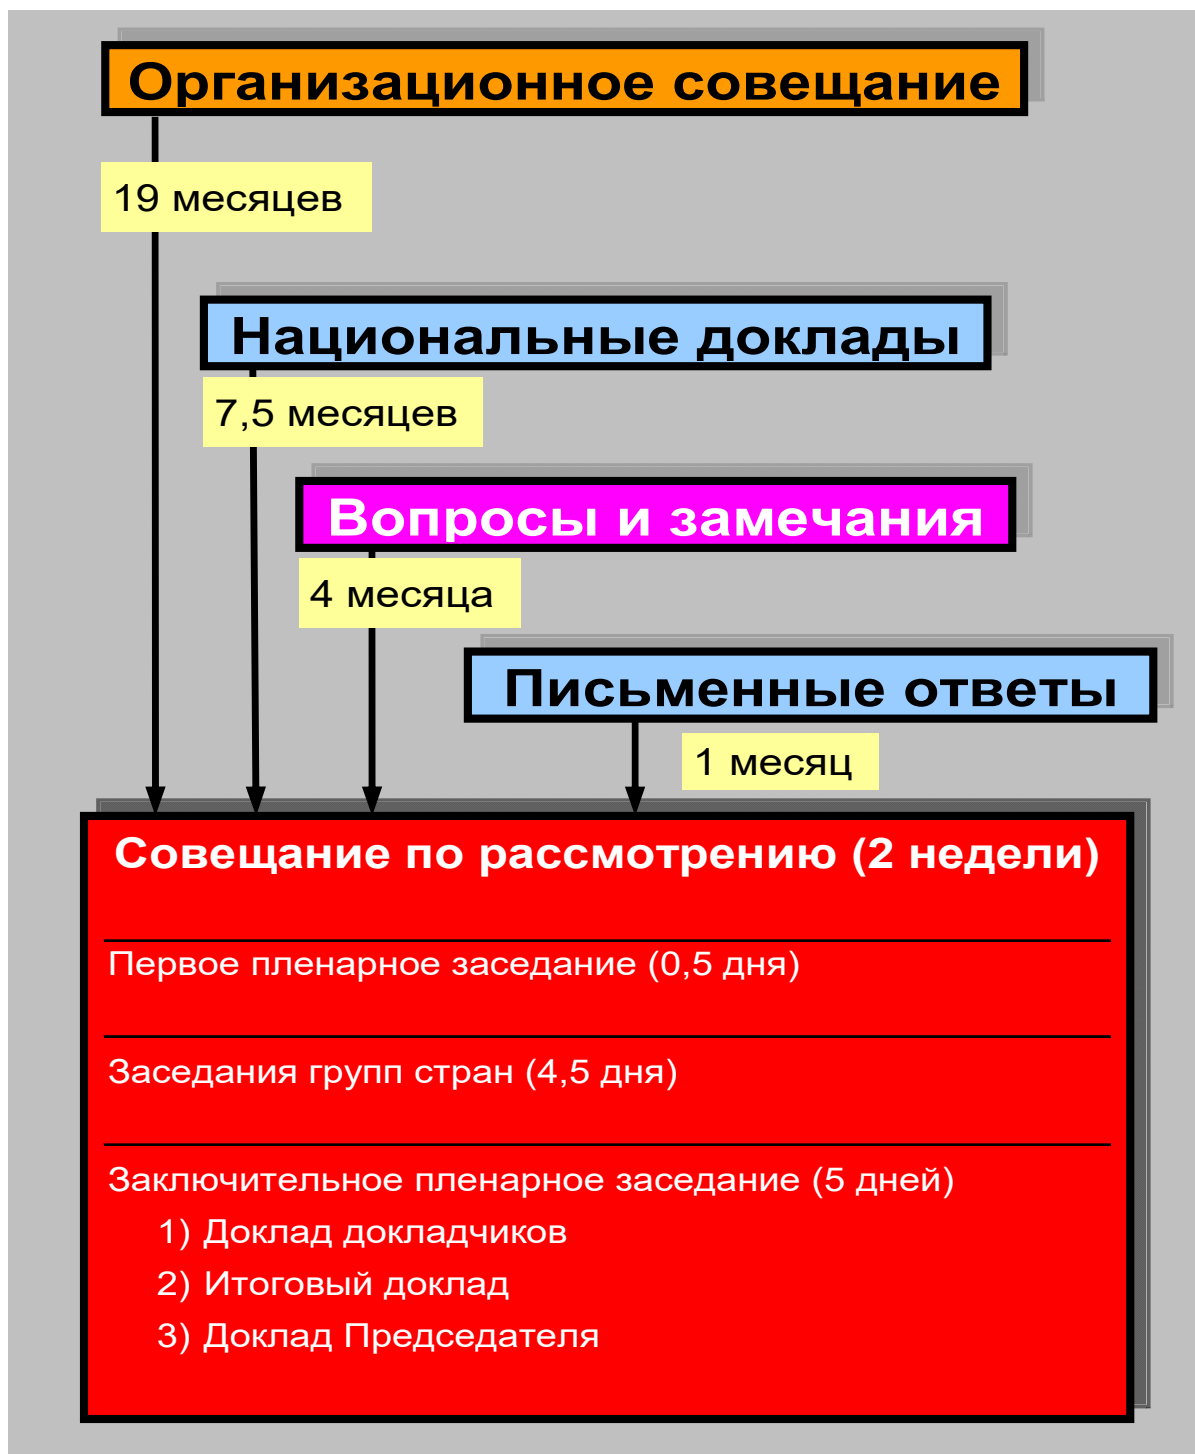 Организационное совещание
19 месяцев
Национальные доклады
7,5 месяцев
Вопросы и замечания
4 месяца
Письменные ответы
1 месяц
Совещание по рассмотрению (2 недели)
Первое пленарное заседание (0,5 дня)
Заседания групп стран (4,5 дня)
Заключительное пленарное заседание (5 дней)
1) Доклад докладчиков
2) Итоговый доклад
3) Доклад Председателя